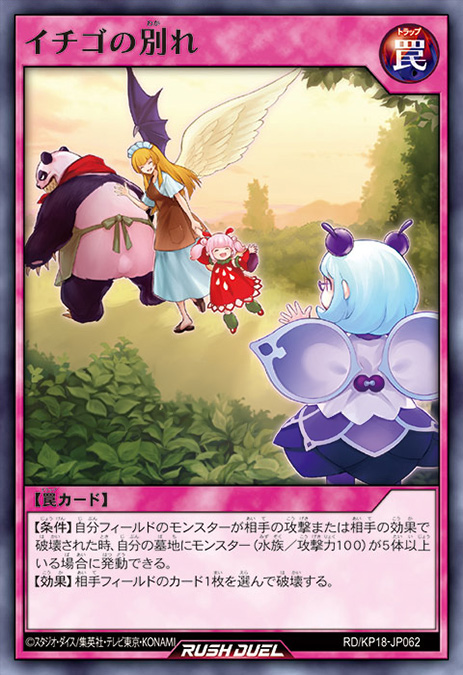 イチゴの別れ
トラップ
罠
【罠カード】
【条件】自分フィールドのモンスターが相手の攻撃または相手の効果で
破壊された時、自分の墓地にモンスター（水族／攻撃力100）が5体以上
いる場合に発動できる。
【効果】相手フィールドのカード1枚を選んで破壊する。
©スタジオ・ダイス/集英社・テレビ東京・KONAMI
RUSH DUEL
RD/KP18-JP062